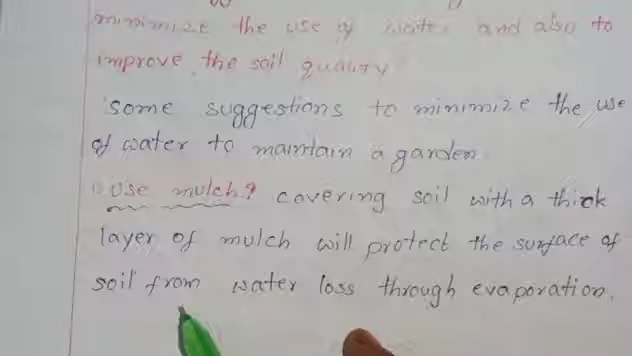 minimize the use of water and also to
improve the soil quality
some suggestions to minimize the use
of water to maintain a garden.
1) Use mulch:- covering soil with a thick
layer of mulch will protect the surface of
soil from water loss through evaporation.